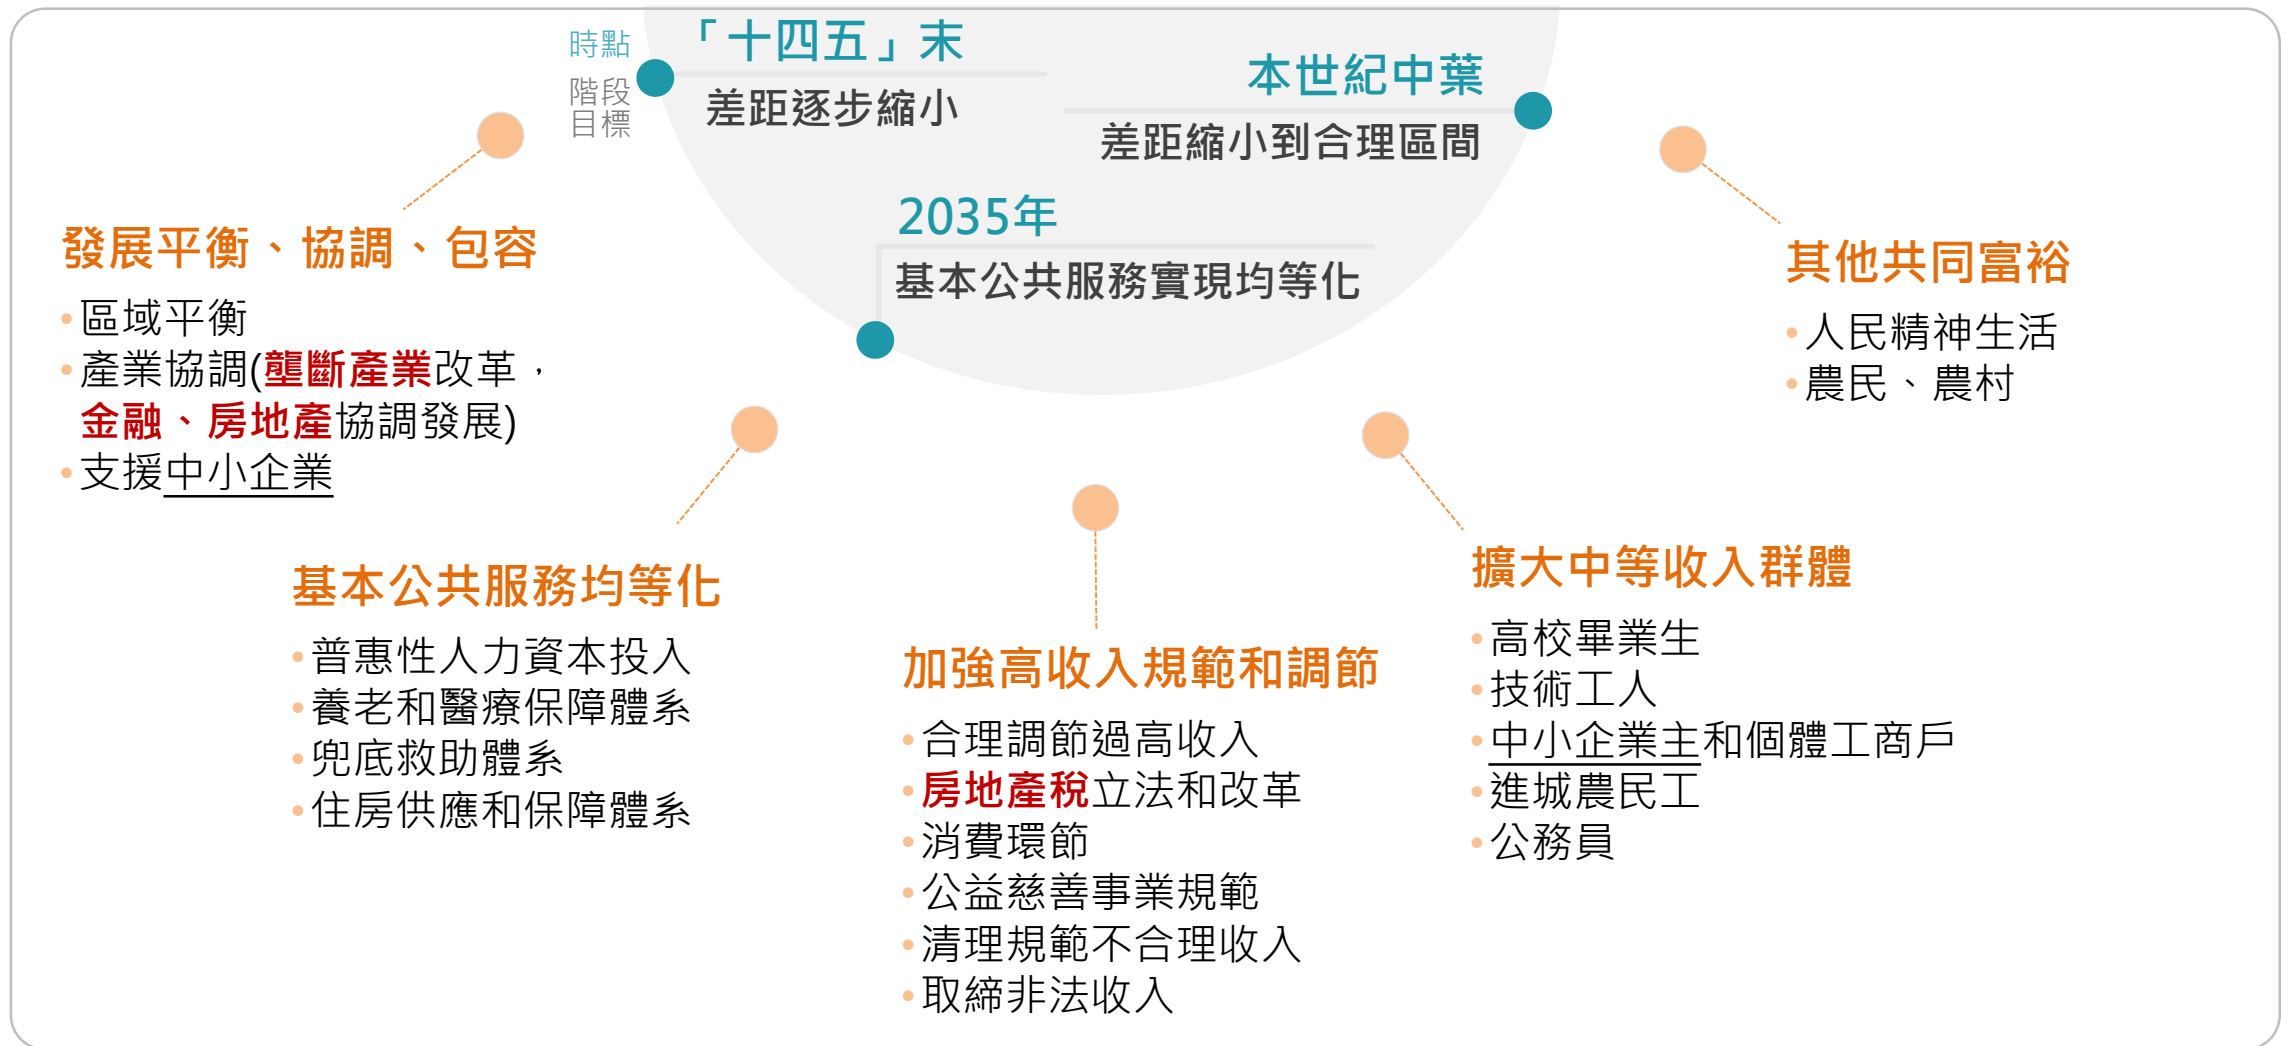 時點
階段
目標
「十四五」末
差距逐步縮小
本世紀中葉
差距縮小到合理區間
2035年
基本公共服務實現均等化
發展平衡、協調、包容
•區域平衡
•產業協調(壟斷產業改革，
金融、房地產協調發展)
•支援中小企業
基本公共服務均等化
•普惠性人力資本投入
•養老和醫療保障體系
•兜底救助體系
•住房供應和保障體系
加強高收入規範和調節
•合理調節過高收入
•房地產稅立法和改革
•消費環節
•公益慈善事業規範
•清理規範不合理收入
•取締非法收入
擴大中等收入群體
•高校畢業生
•技術工人
•中小企業主和個體工商戶
•進城農民工
•公務員
其他共同富裕
•人民精神生活
•農民、農村